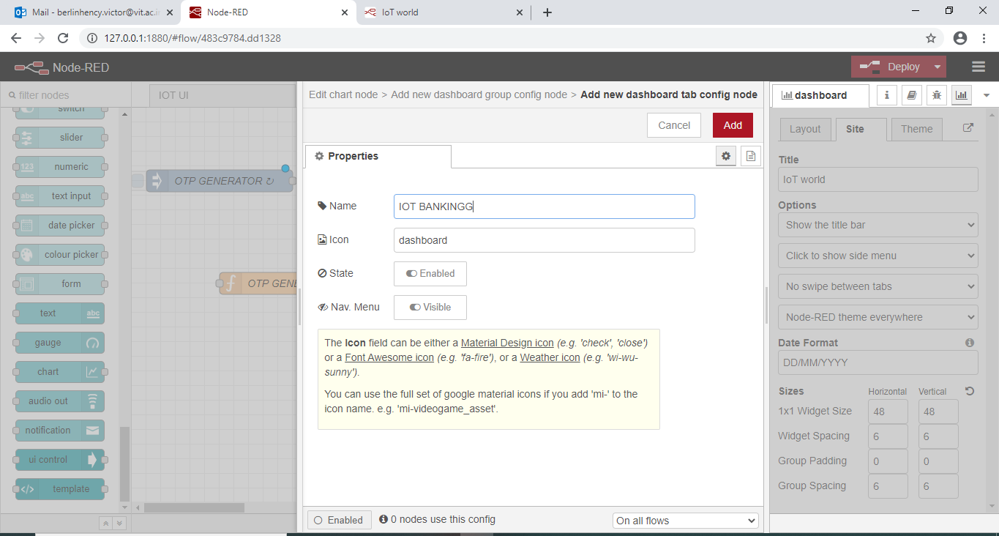 Mail - berlinhency.victor@vit.ac.i
Node-RED
IoT world
127.0.0.1:1880/#flow/483c9784.dd1328
Node-RED
Deploy
filter nodes
switch
slider
123 numeric
abc text input
date picker
colour picker
form
text abc
gauge
chart
audio out
notification
ui control
</> template
IOT UI
OTP GENERATOR ↻
f OTP GENE
Edit chart node > Add new dashboard group config node > Add new dashboard tab config node
Cancel
Add
Properties
Name
IOT BANKINGG
Icon
dashboard
State
Enabled
Nav. Menu
Visible
The Icon field can be either a Material Design icon (e.g. 'check', 'close')
or a Font Awesome icon (e.g. 'fa-fire'), or a Weather icon (e.g. 'wi-wu-
sunny').
You can use the full set of google material icons if you add 'mi-' to the
icon name. e.g. 'mi-videogame_asset'.
Enabled
0 nodes use this config
On all flows
dashboard
Layout
Site
Theme
Title
IoT world
Options
Show the title bar
Click to show side menu
No swipe between tabs
Node-RED theme everywhere
Date Format
DD/MM/YYYY
Sizes Horizontal Vertical
1x1 Widget Size 48 48
Widget Spacing 6 6
Group Padding 0 0
Group Spacing 6 6